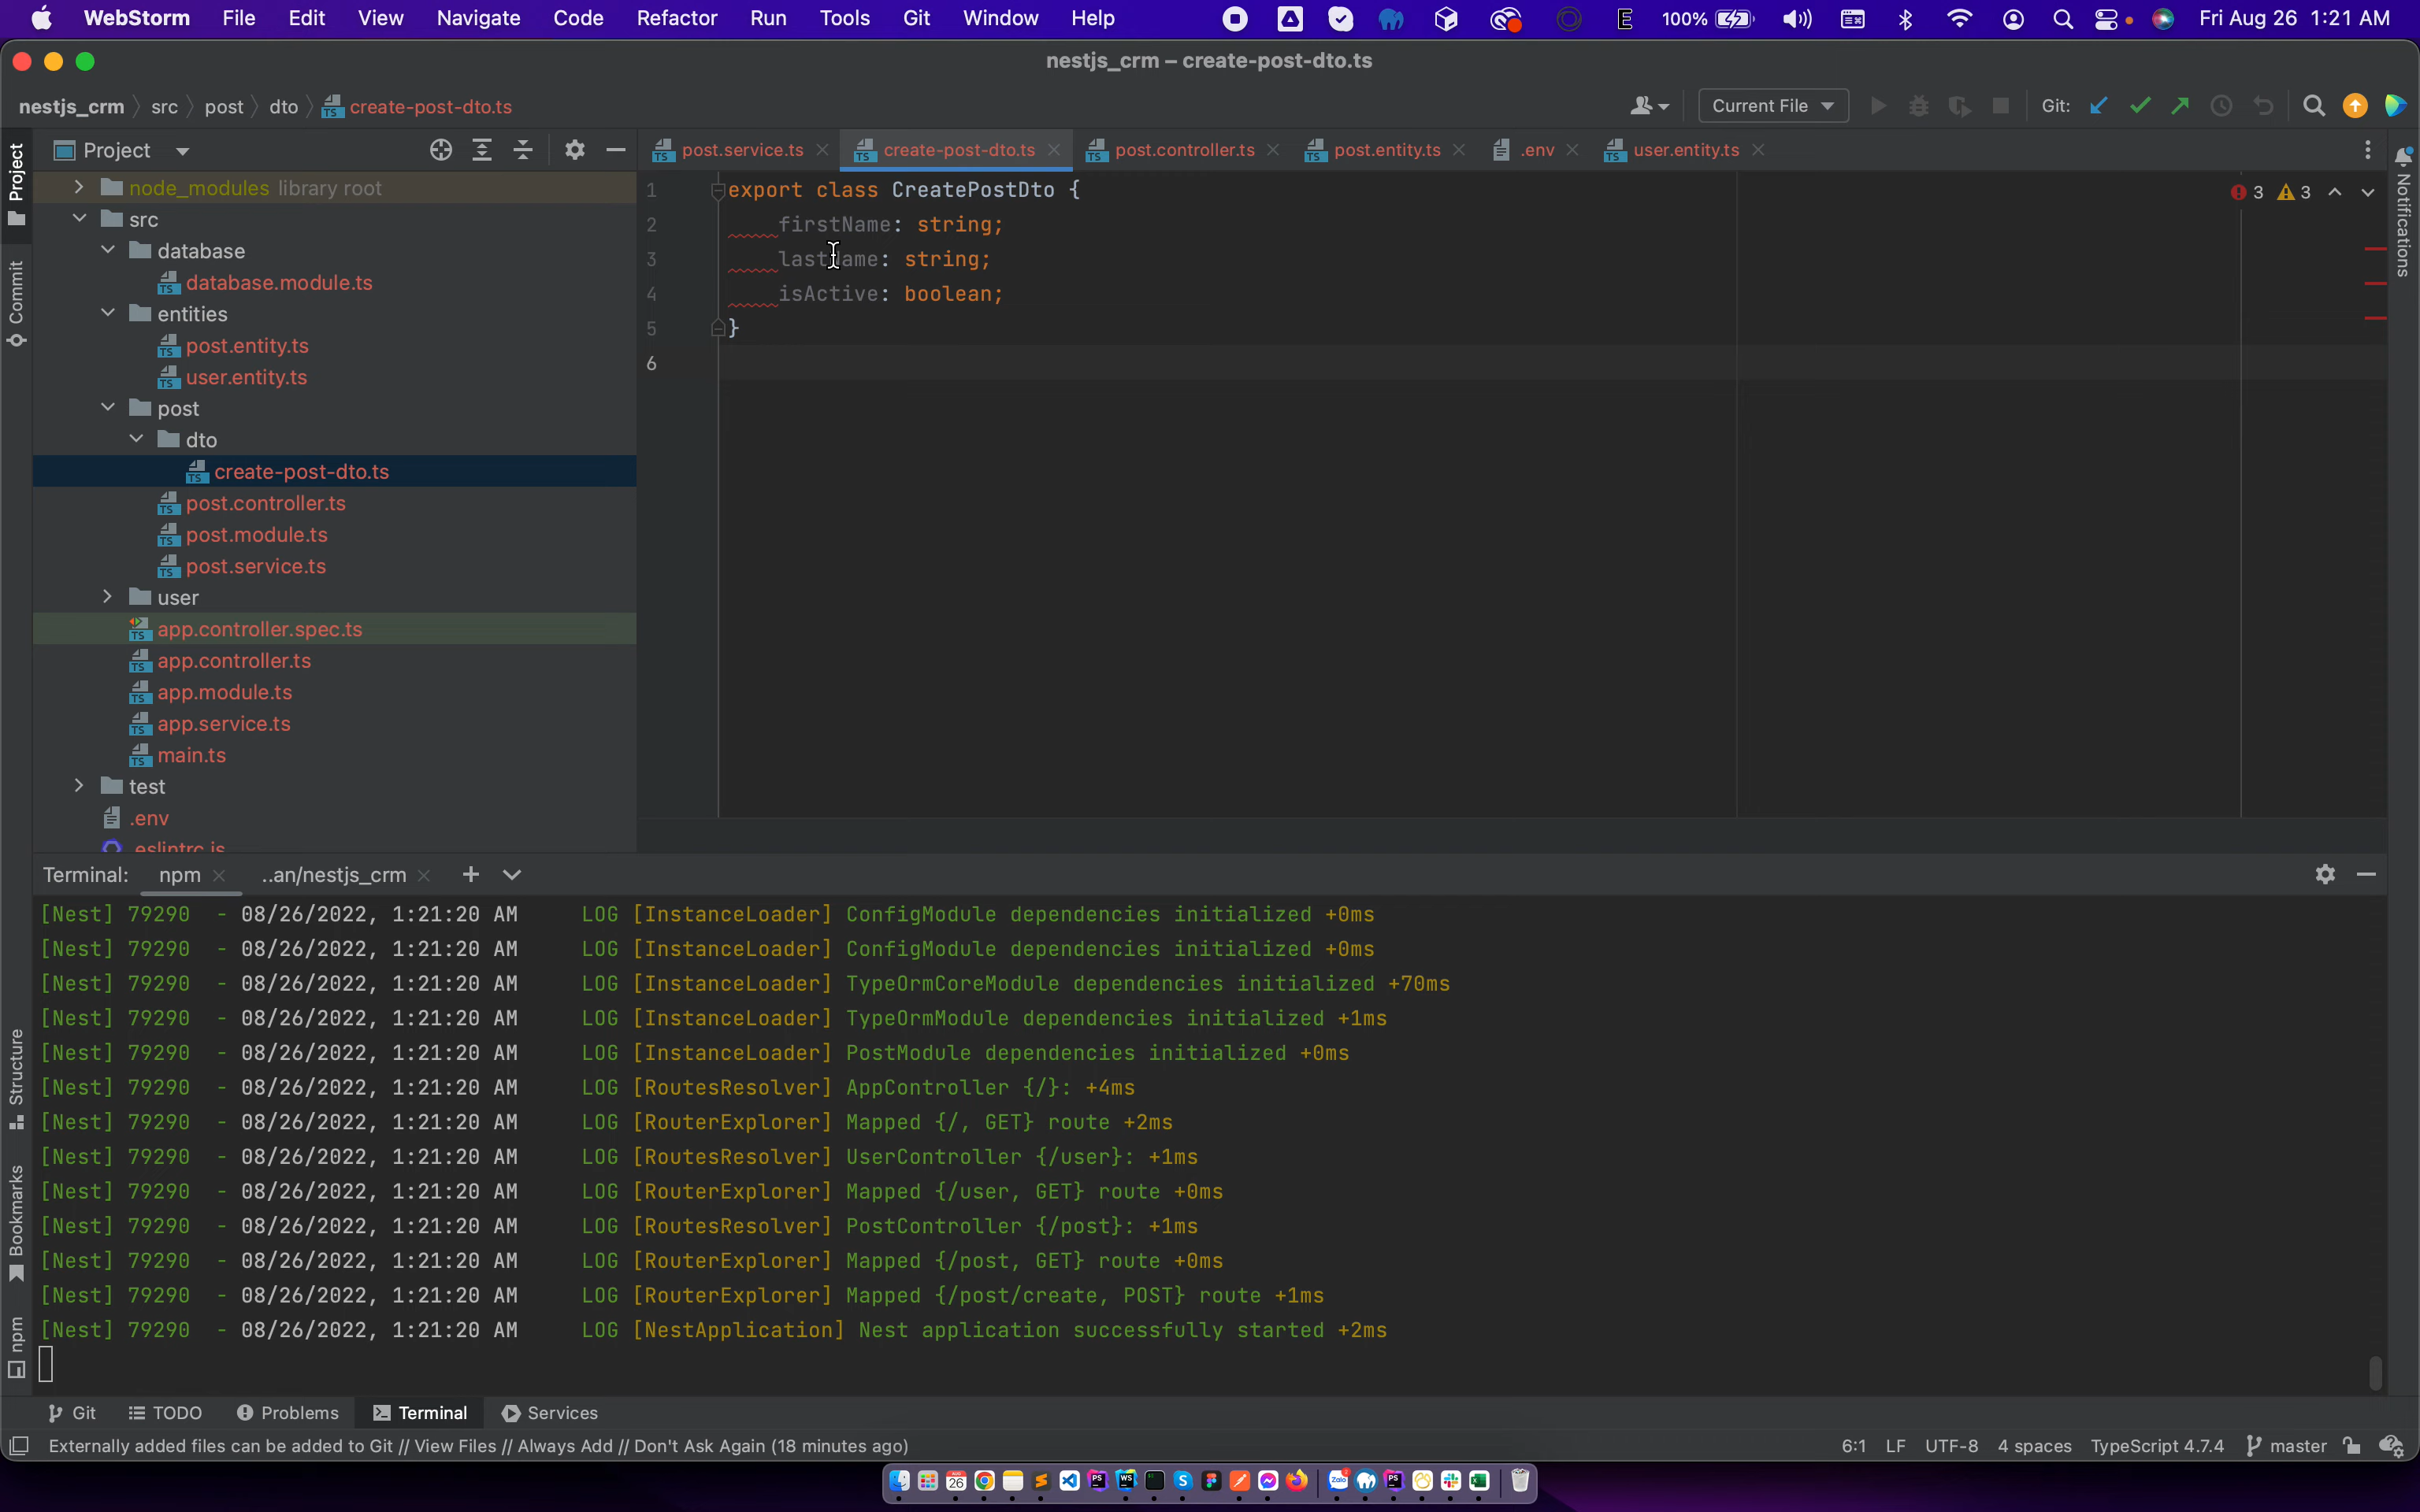 WebStorm File Edit View Navigate Code Refactor Run Tools Git Window Help 100% Fri Aug 26 1:21 AM
nestjs_crm – create-post-dto.ts
nestjs_crm src post dto create-post-dto.ts Current File Git:
Project
post.service.ts create-post-dto.ts post.controller.ts post.entity.ts .env user.entity.ts
node_modules library root
src
database
database.module.ts
entities
post.entity.ts
user.entity.ts
post
dto
create-post-dto.ts
post.controller.ts
post.module.ts
post.service.ts
user
app.controller.spec.ts
app.controller.ts
app.module.ts
app.service.ts
main.ts
test
.env
.eslintrc.js
Project
Commit
Structure
Bookmarks
npm
Notifications
1 export class CreatePostDto {
2 firstName: string;
3 lastName: string;
4 isActive: boolean;
5 }
6
3 3
Terminal: npm ..an/nestjs_crm
[Nest] 79290 - 08/26/2022, 1:21:20 AM LOG [InstanceLoader] ConfigModule dependencies initialized +0ms
[Nest] 79290 - 08/26/2022, 1:21:20 AM LOG [InstanceLoader] ConfigModule dependencies initialized +0ms
[Nest] 79290 - 08/26/2022, 1:21:20 AM LOG [InstanceLoader] TypeOrmCoreModule dependencies initialized +70ms
[Nest] 79290 - 08/26/2022, 1:21:20 AM LOG [InstanceLoader] TypeOrmModule dependencies initialized +1ms
[Nest] 79290 - 08/26/2022, 1:21:20 AM LOG [InstanceLoader] PostModule dependencies initialized +0ms
[Nest] 79290 - 08/26/2022, 1:21:20 AM LOG [RoutesResolver] AppController {/}: +4ms
[Nest] 79290 - 08/26/2022, 1:21:20 AM LOG [RouterExplorer] Mapped {/, GET} route +2ms
[Nest] 79290 - 08/26/2022, 1:21:20 AM LOG [RoutesResolver] UserController {/user}: +1ms
[Nest] 79290 - 08/26/2022, 1:21:20 AM LOG [RouterExplorer] Mapped {/user, GET} route +0ms
[Nest] 79290 - 08/26/2022, 1:21:20 AM LOG [RoutesResolver] PostController {/post}: +1ms
[Nest] 79290 - 08/26/2022, 1:21:20 AM LOG [RouterExplorer] Mapped {/post, GET} route +0ms
[Nest] 79290 - 08/26/2022, 1:21:20 AM LOG [RouterExplorer] Mapped {/post/create, POST} route +1ms
[Nest] 79290 - 08/26/2022, 1:21:20 AM LOG [NestApplication] Nest application successfully started +2ms
Git TODO Problems Terminal Services
Externally added files can be added to Git // View Files // Always Add // Don't Ask Again (18 minutes ago) 6:1 LF UTF-8 4 spaces TypeScript 4.7.4 master